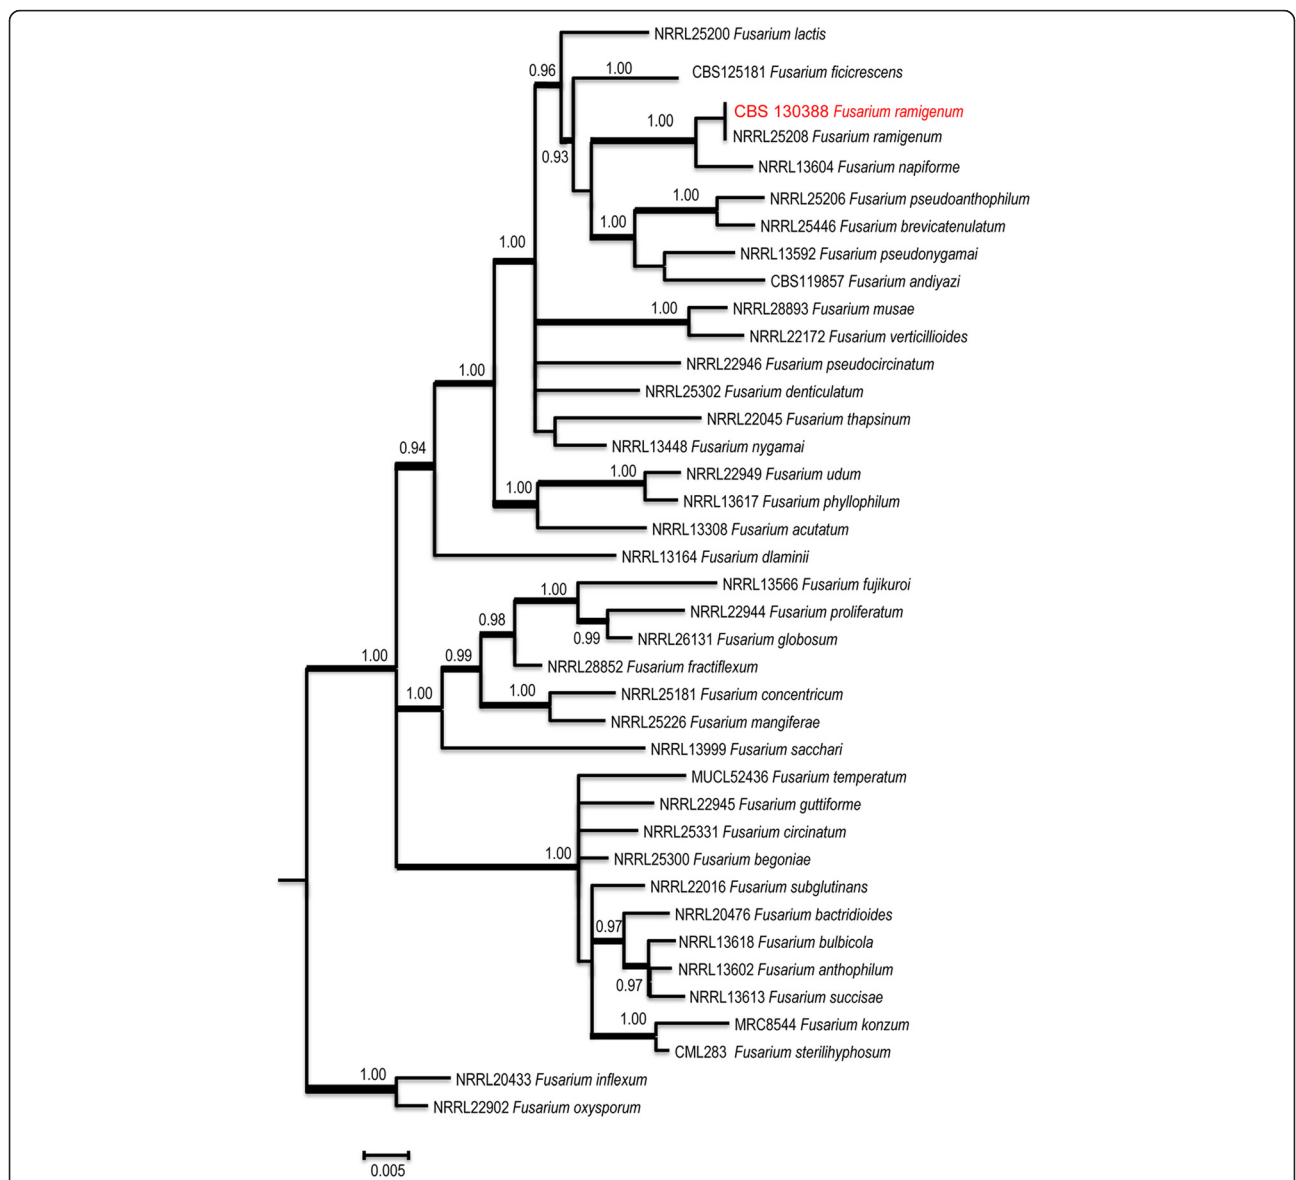 NRRL25200 Fusarium lactis
0.96
1.00
CBS125181 Fusarium ficicrescens
CBS 130388 Fusarium ramigenum
1.00
NRRL25208 Fusarium ramigenum
0.93
NRRL13604 Fusarium napiforme
1.00
NRRL25206 Fusarium pseudoanthophilum
1.00
NRRL25446 Fusarium brevicatenulatum
1.00
NRRL13592 Fusarium pseudonygamai
CBS119857 Fusarium andiyazi
1.00
NRRL28893 Fusarium musae
NRRL22172 Fusarium verticillioides
1.00
NRRL22946 Fusarium pseudocircinatum
NRRL25302 Fusarium denticulatum
NRRL22045 Fusarium thapsinum
0.94
NRRL13448 Fusarium nygamai
1.00
NRRL22949 Fusarium udum
1.00
NRRL13617 Fusarium phyllophilum
NRRL13308 Fusarium acutatum
NRRL13164 Fusarium dlaminii
1.00
NRRL13566 Fusarium fujikuroi
0.98
NRRL22944 Fusarium proliferatum
0.99
NRRL26131 Fusarium globosum
1.00
0.99
NRRL28852 Fusarium fractiflexum
1.00
1.00
NRRL25181 Fusarium concentricum
NRRL25226 Fusarium mangiferae
NRRL13999 Fusarium sacchari
MUCL52436 Fusarium temperatum
NRRL22945 Fusarium guttiforme
NRRL25331 Fusarium circinatum
1.00
NRRL25300 Fusarium begoniae
NRRL22016 Fusarium subglutinans
NRRL20476 Fusarium bactridioides
0.97
NRRL13618 Fusarium bulbicola
NRRL13602 Fusarium anthophilum
0.97
NRRL13613 Fusarium succisae
1.00
MRC8544 Fusarium konzum
CML283 Fusarium sterilihyphosum
1.00
NRRL20433 Fusarium inflexum
NRRL22902 Fusarium oxysporum
0.005